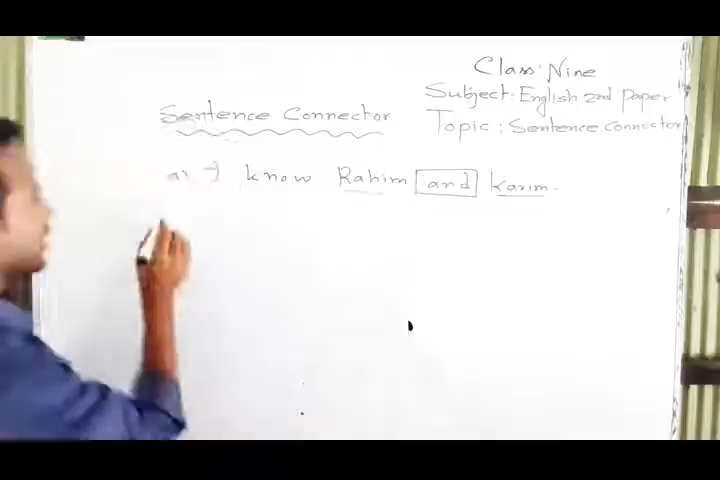 Class: Nine
Subject: English 2nd Paper
Topic : Sentence connector
Sentence Connector
a) I know Rahim and Karim.